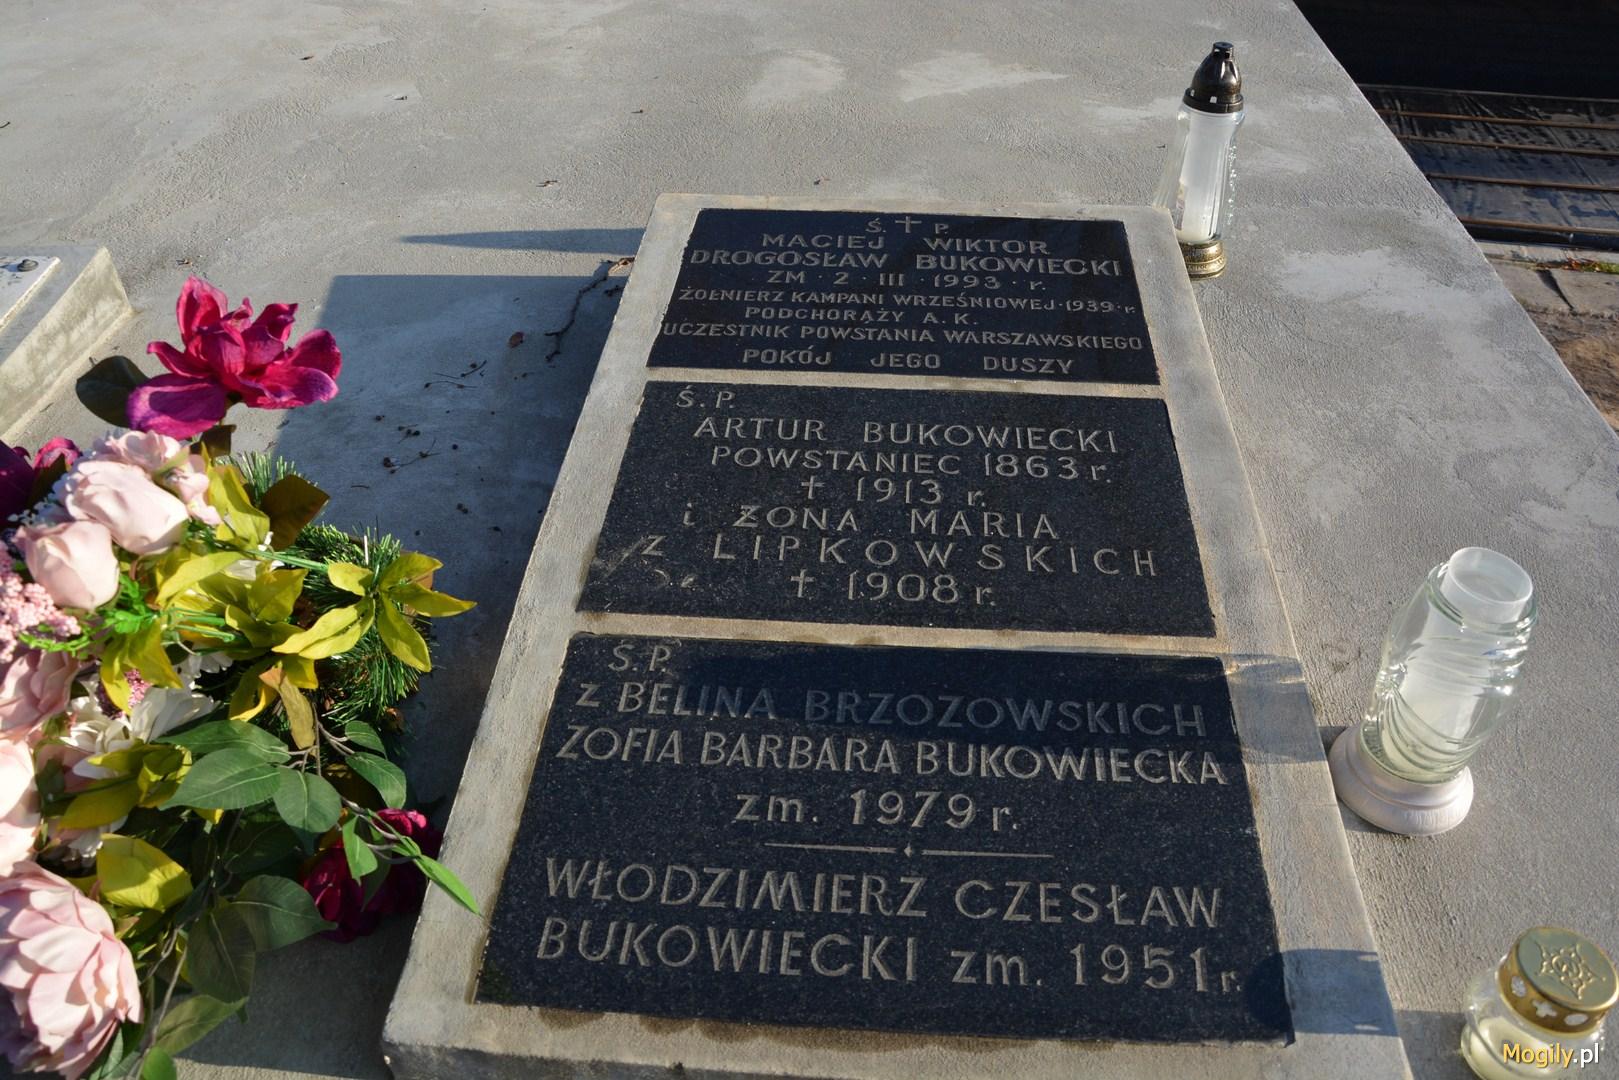 Ś. † P.
MACIEJ WIKTOR
DROGOSŁAW BUKOWIECKI
ZM · 2 · III · 1993 · r.
ŻOŁNIERZ KAMPANI WRZEŚNIOWEJ · 1939 · r.
PODCHORĄŻY A. K.
UCZESTNIK POWSTANIA WARSZAWSKIEGO
POKÓJ JEGO DUSZY
Ś. P.
ARTUR BUKOWIECKI
POWSTANIEC 1863 r.
† 1913 r.
i ŻONA MARIA
Z LIPKOWSKICH
† 1908 r.
Ś. P.
Z BELINA BRZOZOWSKICH
ZOFIA BARBARA BUKOWIECKA
zm. 1979 r.
WŁODZIMIERZ CZESŁAW
BUKOWIECKI zm. 1951 r.
Mogily.pl